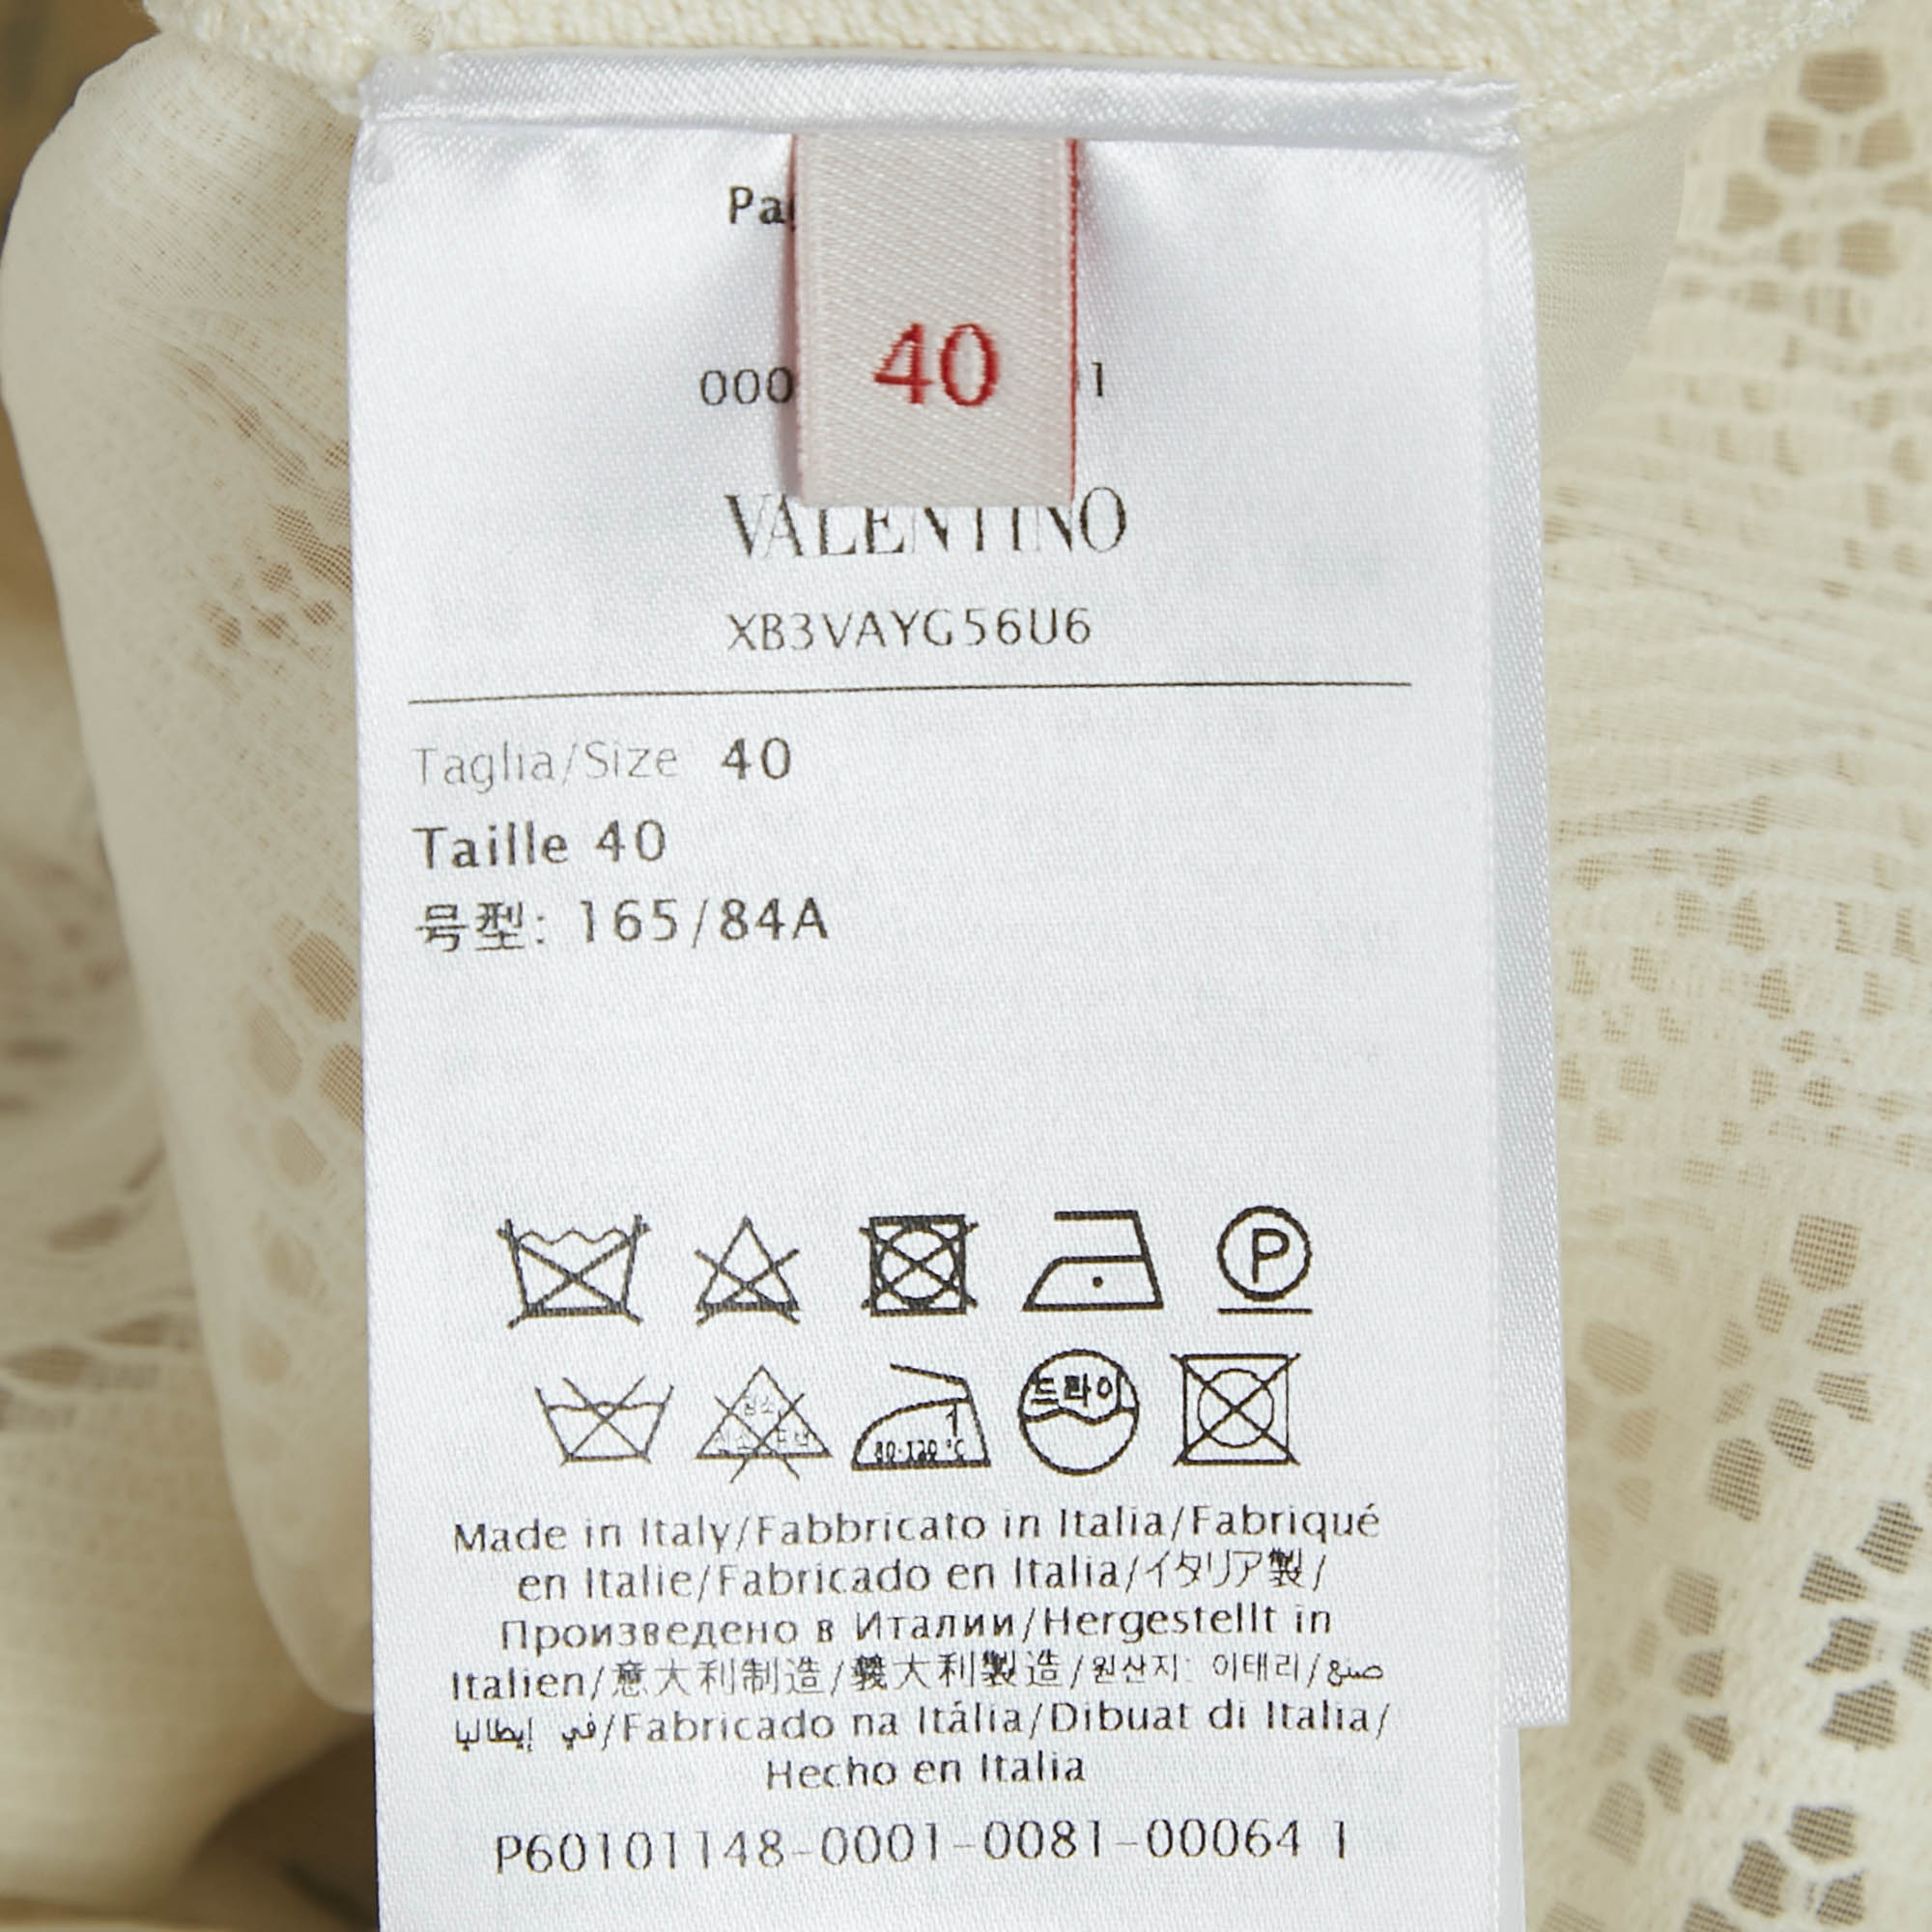 40
000
1
VALENTINO
XB3VAYG56U6
Taglia/Size 40
Taille 40
号型: 165/84A
P
드라이
80-120 °C
Made in Italy/Fabbricato in Italia/Fabriqué
en Italie/Fabricado en Italia/イタリア製/
Произведено в Италии/Hergestellt in
Italien/意大利制造/義大利製造/원산지: 이태리/صنع
في إيطاليا/Fabricado na Itália/Dibuat di Italia/
Hecho en Italia
P60101148-0001-0081-00064 1